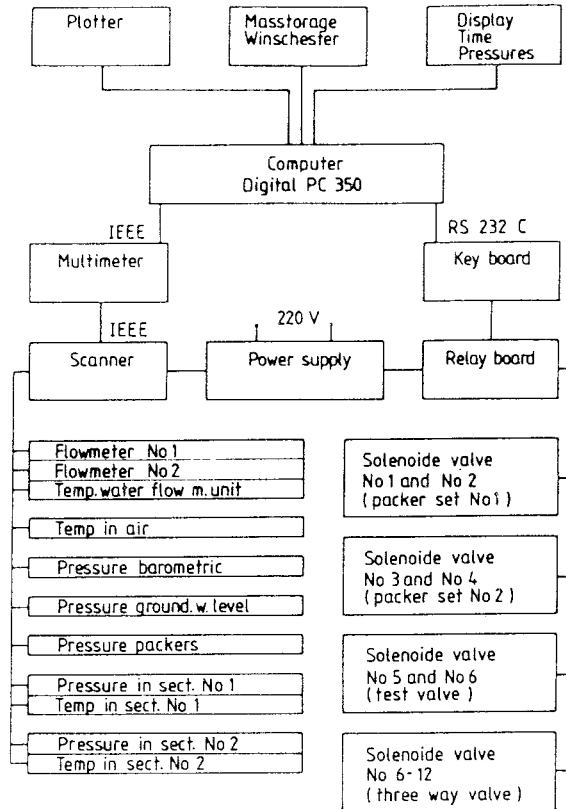 Plotter
Masstorage
Winschester
Display
Time
Pressures
Computer
Digital PC 350
IEEE
RS 232 C
Multimeter
Key board
IEEE
220 V
Scanner
Power supply
Relay board
Flowmeter No 1
Flowmeter No 2
Temp. water flow m. unit
Temp in air
Pressure barometric
Pressure ground. w. level
Pressure packers
Pressure in sect. No 1
Temp in sect. No 1
Pressure in sect. No 2
Temp in sect. No 2
Solenoide valve
No 1 and No 2
( packer set No 1 )
Solenoide valve
No 3 and No 4
( packer set No 2 )
Solenoide valve
No 5 and No 6
( test valve )
Solenoide valve
No 6-12
( three way valve )